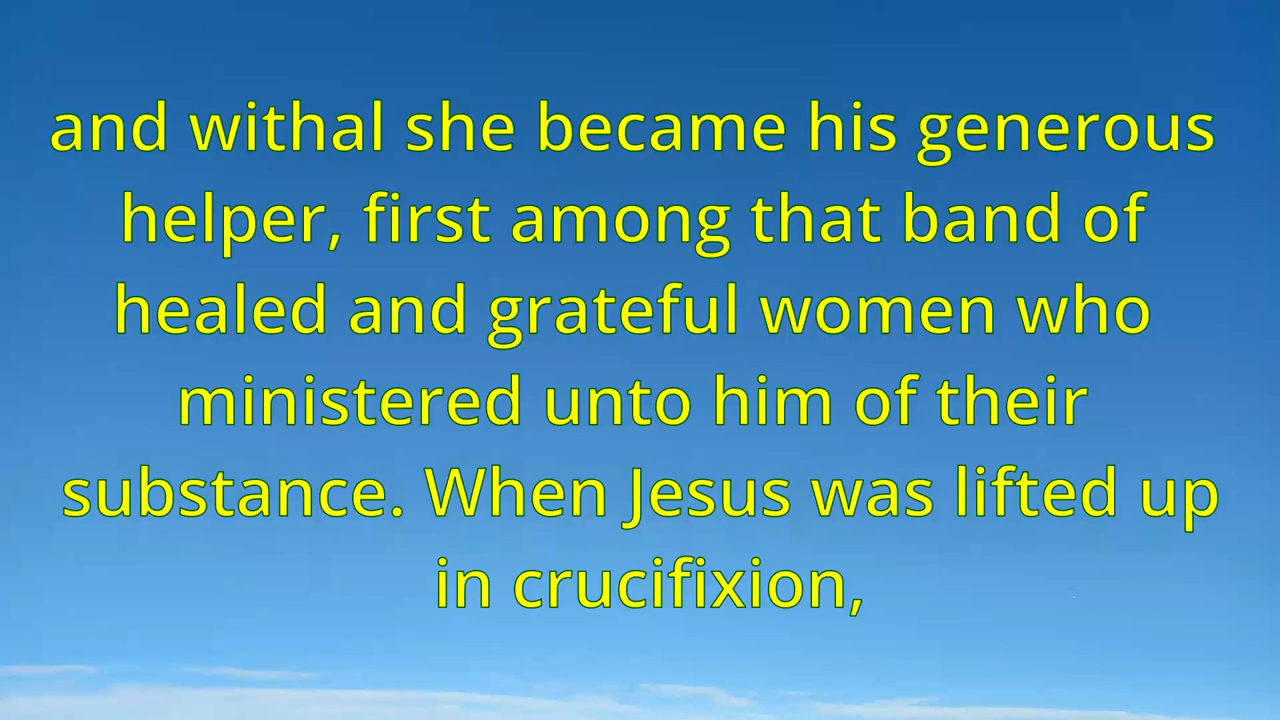 and withal she became his generous
helper, first among that band of
healed and grateful women who
ministered unto him of their
substance. When Jesus was lifted up
in crucifixion,